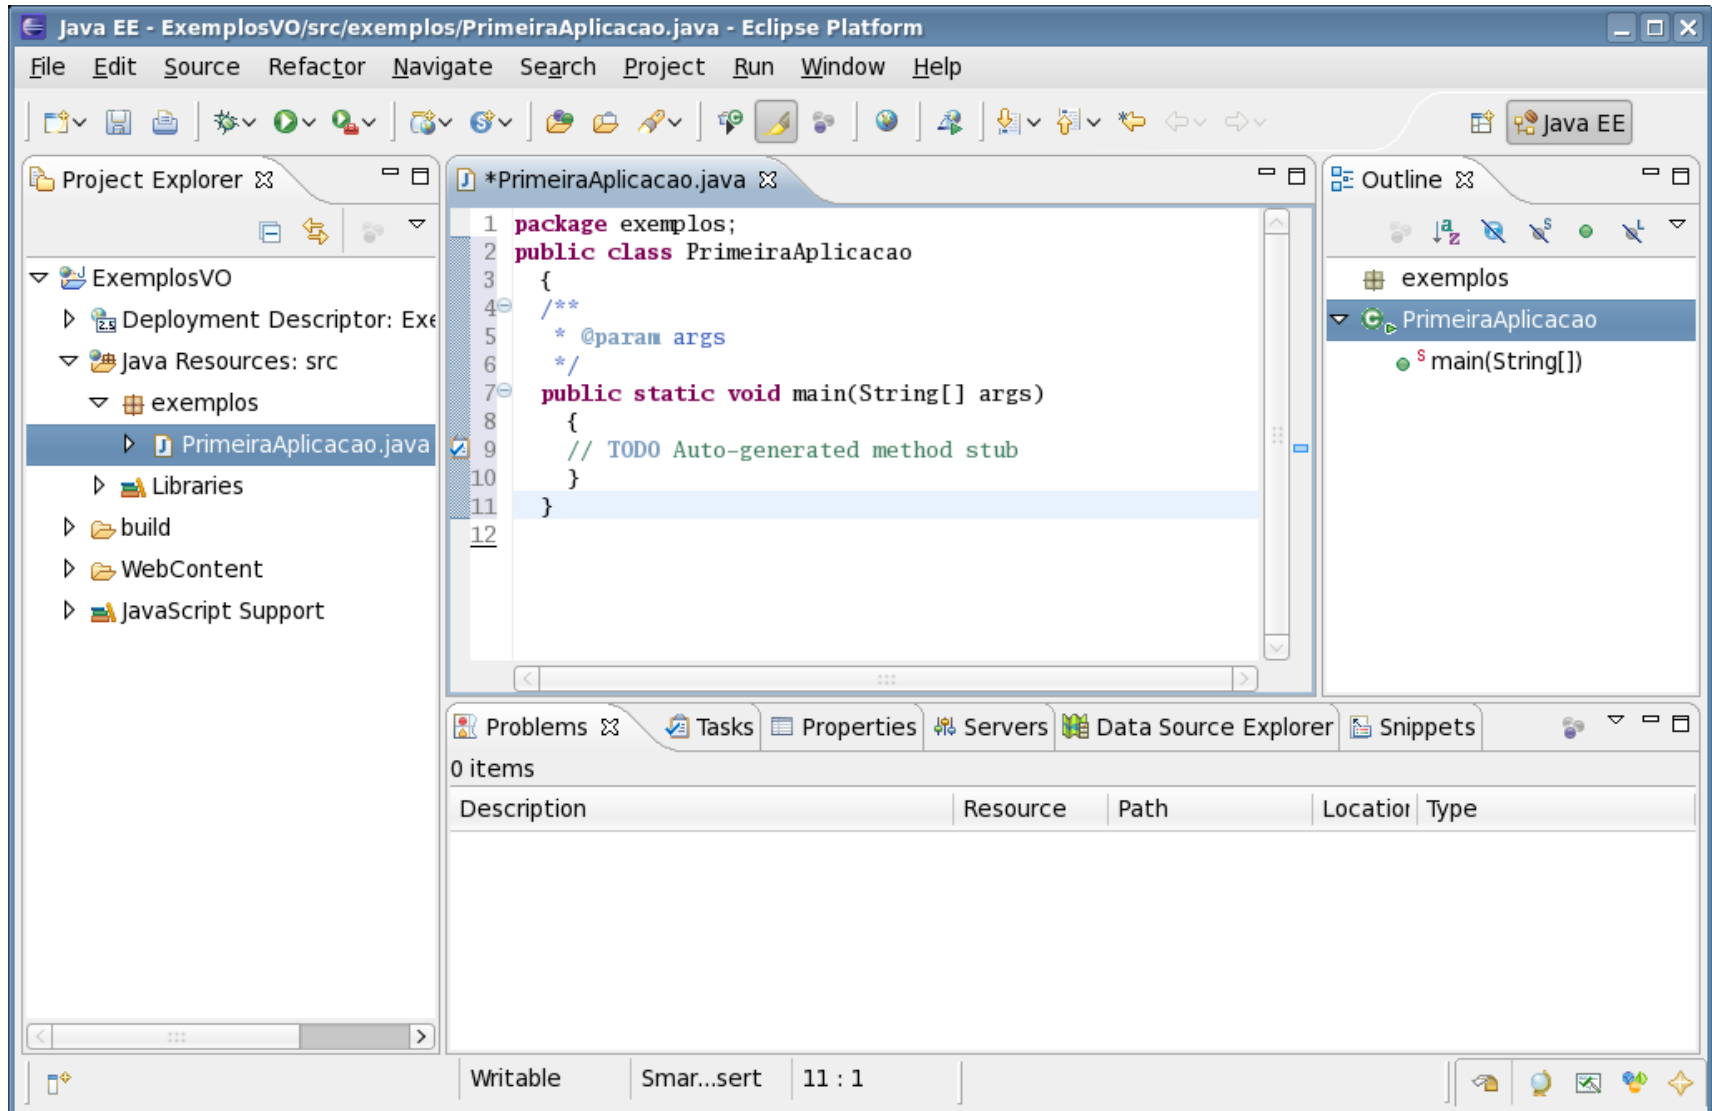 Java EE - ExemplosVO/src/exemplos/PrimeiraAplicacao.java - Eclipse Platform
File Edit Source Refactor Navigate Search Project Run Window Help
Java EE
Project Explorer
ExemplosVO
2.5 Deployment Descriptor: Exe
Java Resources: src
exemplos
PrimeiraAplicacao.java
Libraries
build
WebContent
JavaScript Support
*PrimeiraAplicacao.java
1 package exemplos;
2 public class PrimeiraAplicacao
3 {
4 /**
5 * @param args
6 */
7 public static void main(String[] args)
8 {
9 // TODO Auto-generated method stub
10 }
11 }
12
Outline
exemplos
PrimeiraAplicacao
S main(String[])
Problems Tasks Properties Servers Data Source Explorer Snippets
0 items
Description Resource Path Location Type
Writable Smar...sert 11 : 1